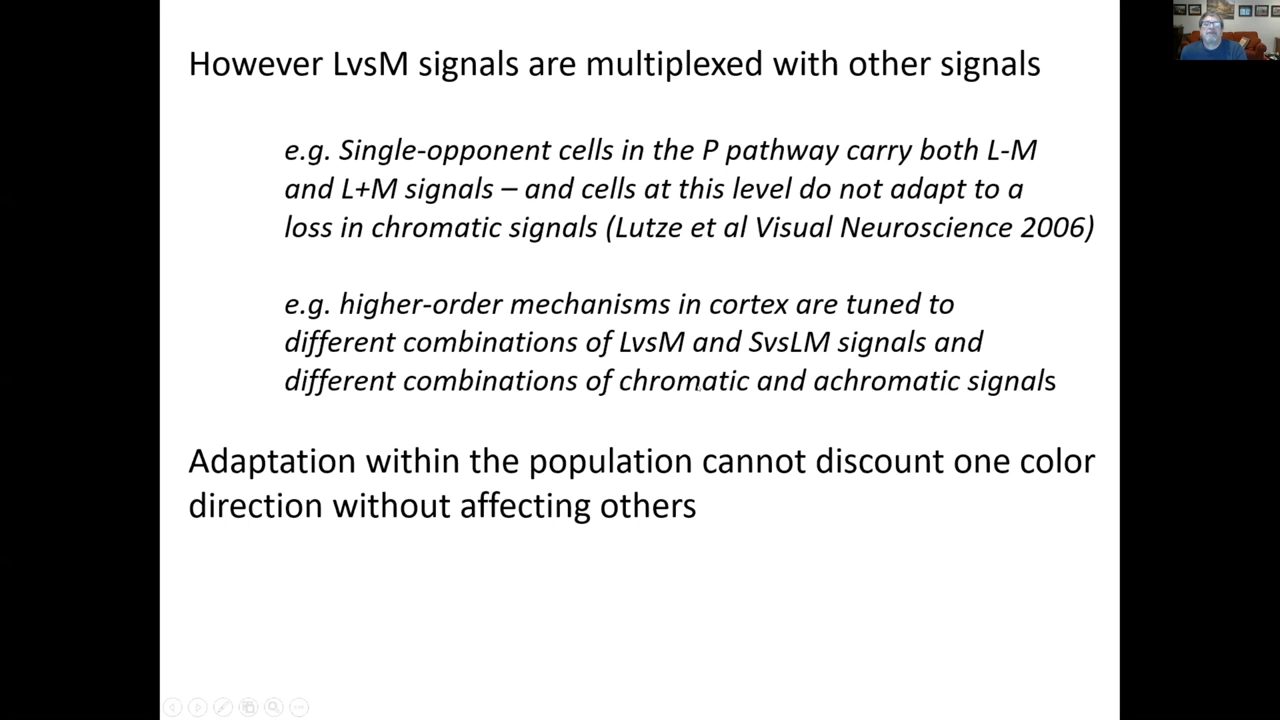 However LvsM signals are multiplexed with other signals
e.g. Single-opponent cells in the P pathway carry both L-M
and L+M signals – and cells at this level do not adapt to a
loss in chromatic signals (Lutze et al Visual Neuroscience 2006)
e.g. higher-order mechanisms in cortex are tuned to
different combinations of LvsM and SvsLM signals and
different combinations of chromatic and achromatic signals
Adaptation within the population cannot discount one color
direction without affecting others